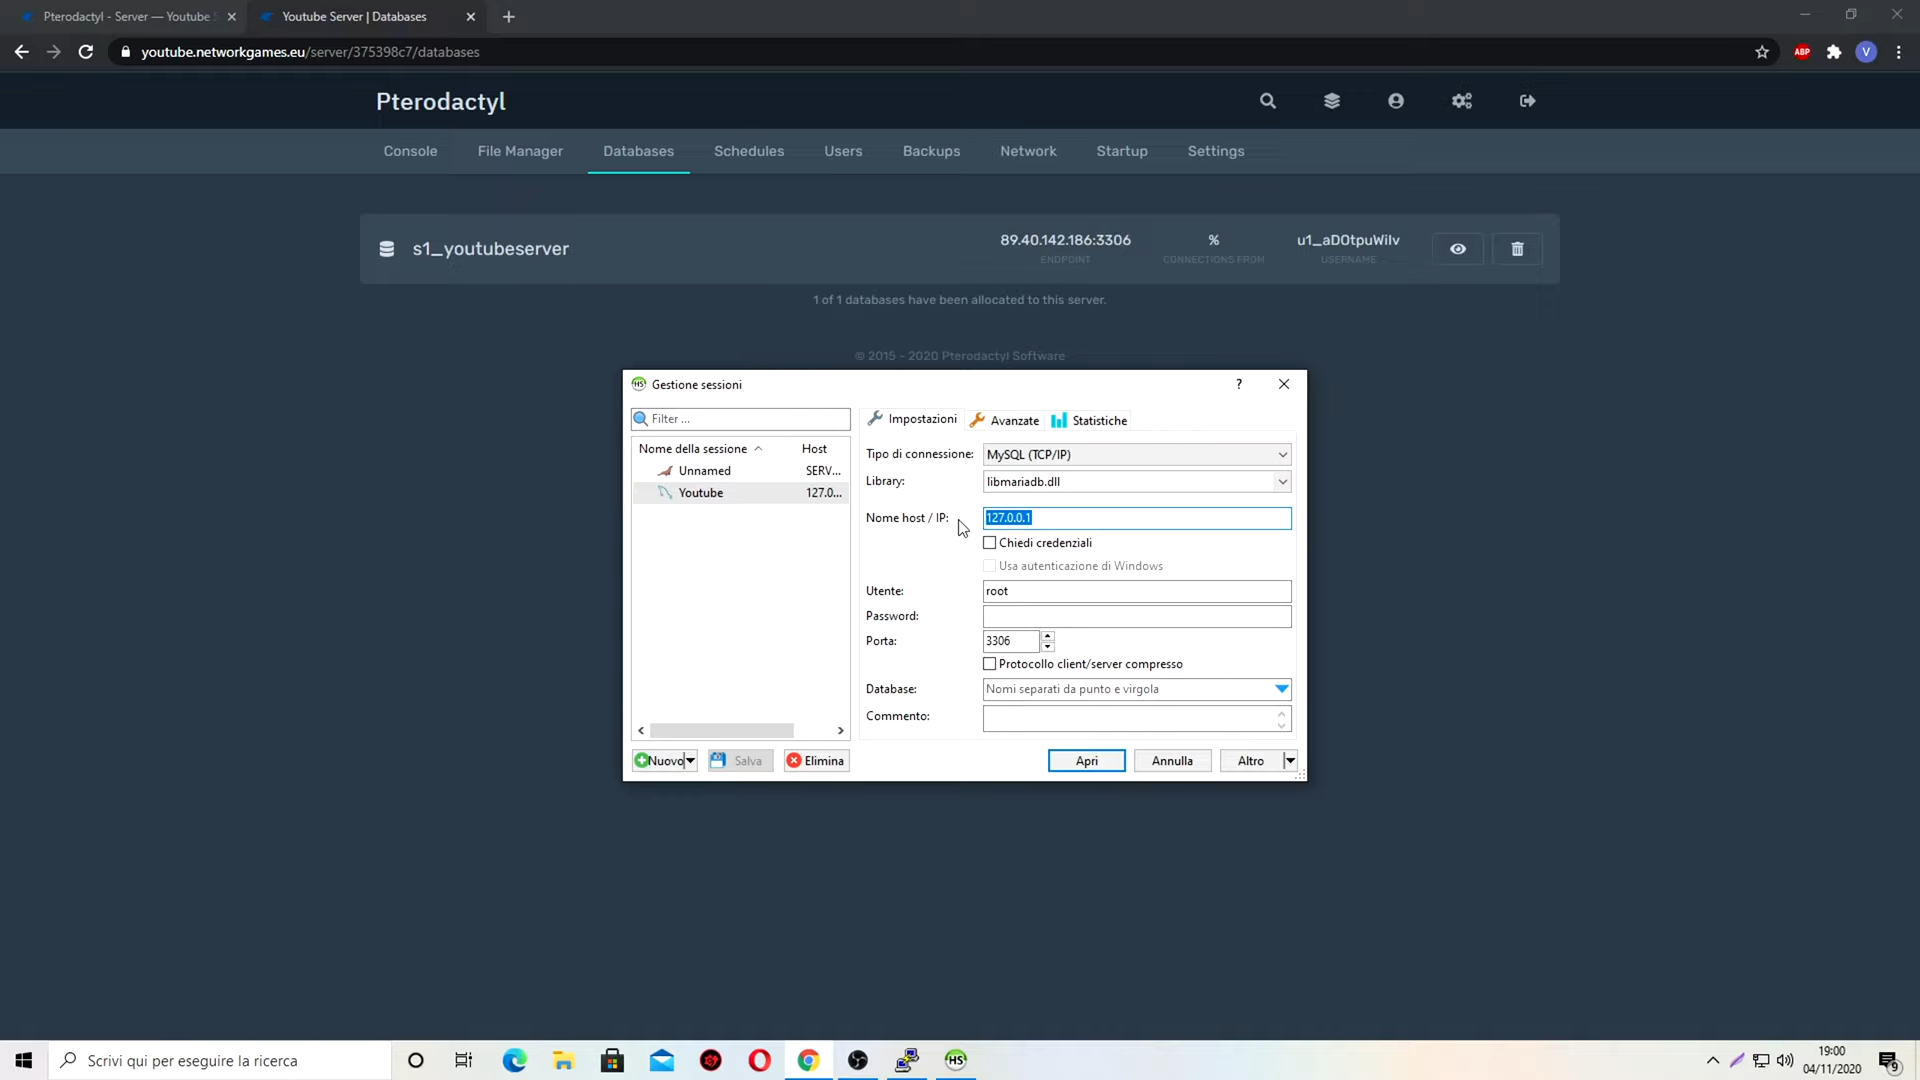 Pterodactyl - Server — Youtube S
Youtube Server | Databases
youtube.networkgames.eu/server/375398c7/databases
ABP
V
Pterodactyl
Console
File Manager
Databases
Schedules
Users
Backups
Network
Startup
Settings
s1_youtubeserver
89.40.142.186:3306
ENDPOINT
%
CONNECTIONS FROM
u1_aDOtpuWilv
USERNAME
1 of 1 databases have been allocated to this server.
© 2015 - 2020 Pterodactyl Software
HS
Gestione sessioni
?
Filter ...
Nome della sessione
Host
Unnamed
SERV...
Youtube
127.0...
Impostazioni
Avanzate
Statistiche
Tipo di connessione:
MySQL (TCP/IP)
Library:
libmariadb.dll
Nome host / IP:
127.0.0.1
Chiedi credenziali
Usa autenticazione di Windows
Utente:
root
Password:
Porta:
3306
Protocollo client/server compresso
Database:
Nomi separati da punto e virgola
Commento:
Nuovo
Salva
Elimina
Apri
Annulla
Altro
Scrivi qui per eseguire la ricerca
HS
19:00
04/11/2020
9